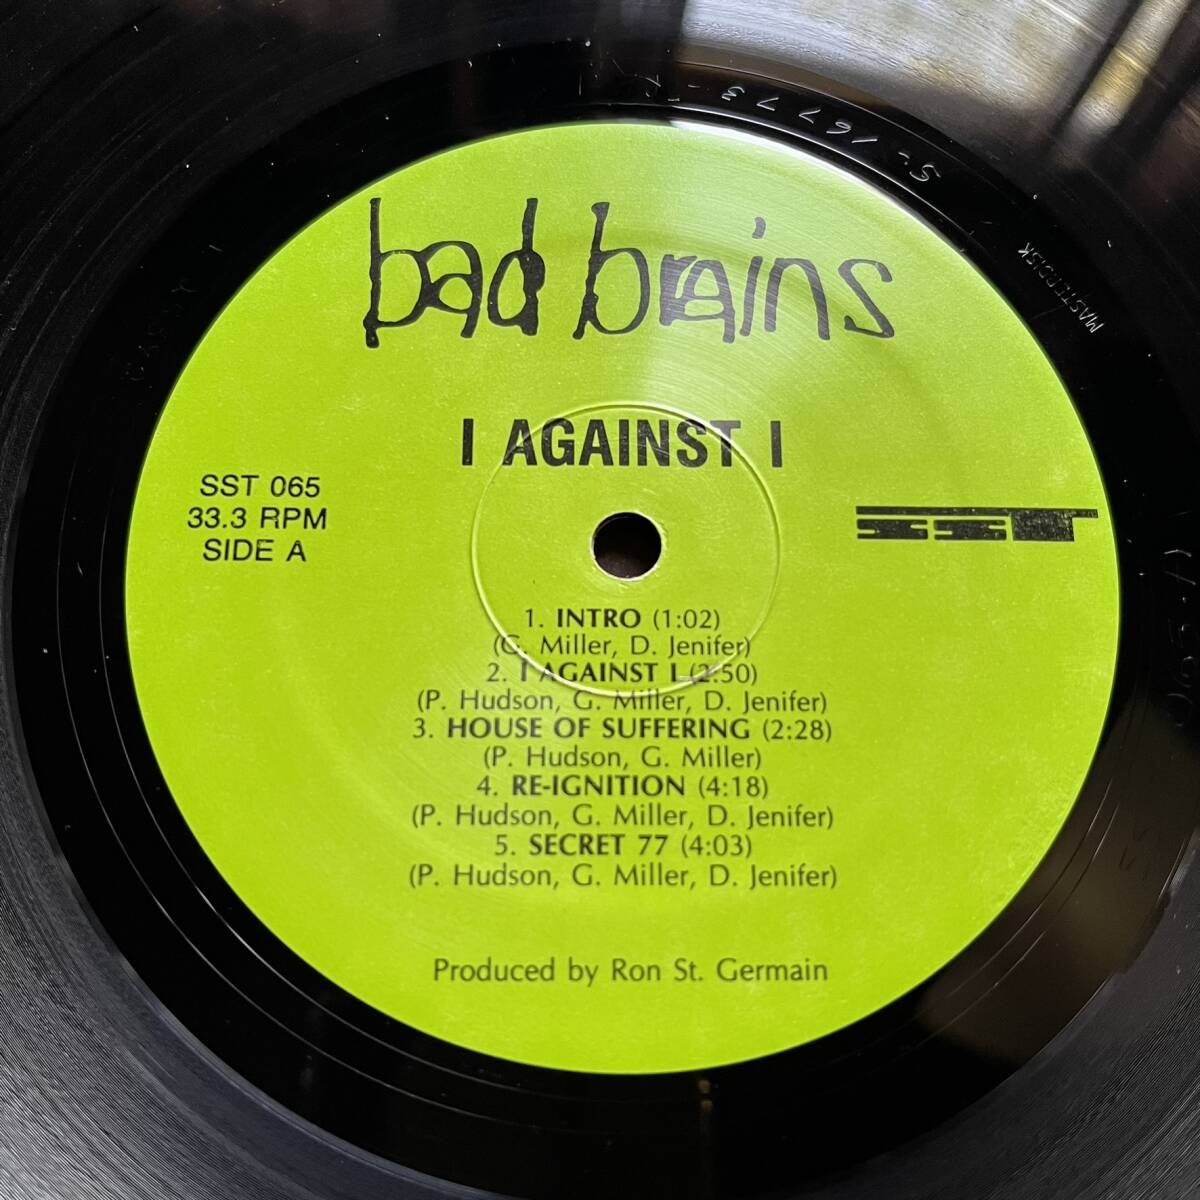 bad brains
I AGAINST I
SST 065
33.3 RPM
SIDE A
SST
1. INTRO (1:02)
(G. Miller, D. Jenifer)
2. I AGAINST I (2:50)
(P. Hudson, G. Miller, D. Jenifer)
3. HOUSE OF SUFFERING (2:28)
(P. Hudson, G. Miller)
4. RE-IGNITION (4:18)
(P. Hudson, G. Miller, D. Jenifer)
5. SECRET 77 (4:03)
(P. Hudson, G. Miller, D. Jenifer)
Produced by Ron St. Germain
MASTERDISK